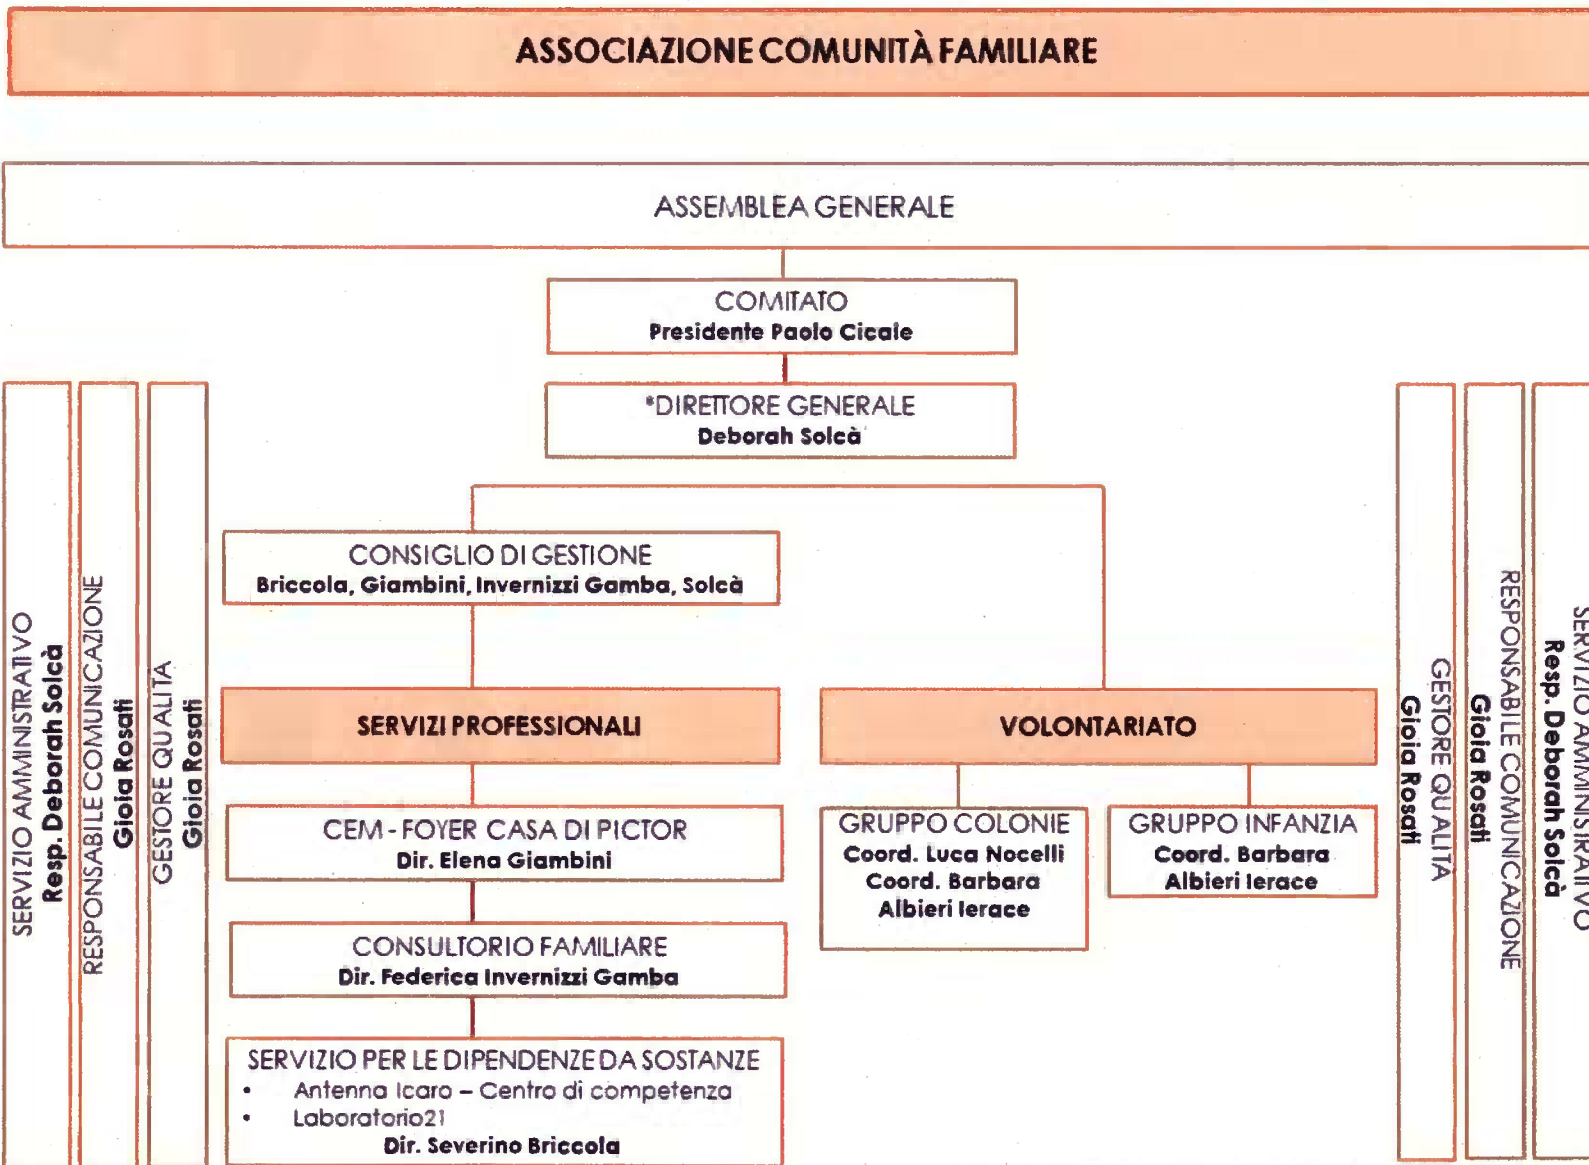 ASSOCIAZIONE COMUNITÀ FAMILIARE
ASSEMBLEA GENERALE
COMITATO
Presidente Paolo Cicale
*DIRETTORE GENERALE
Deborah Solcà
SERVIZIO AMMINISTRATIVO
Resp. Deborah Solcà
RESPONSABILE COMUNICAZIONE
Gioia Rosati
GESTORE QUALITA
Gioia Rosati
CONSIGLIO DI GESTIONE
Briccola, Giambini, Invernizzi Gamba, Solcà
SERVIZI PROFESSIONALI
CEM - FOYER CASA DI PICTOR
Dir. Elena Giambini
CONSULTORIO FAMILIARE
Dir. Federica Invernizzi Gamba
SERVIZIO PER LE DIPENDENZE DA SOSTANZE
• Antenna Icaro – Centro di competenza
• Laboratorio21
Dir. Severino Briccola
VOLONTARIATO
GRUPPO COLONIE
Coord. Luca Nocelli
Coord. Barbara
Albieri Ierace
GRUPPO INFANZIA
Coord. Barbara
Albieri Ierace
GESTORE QUALITA
Gioia Rosati
RESPONSABILE COMUNICAZIONE
Gioia Rosati
SERVIZIO AMMINISTRATIVO
Resp. Deborah Solcà